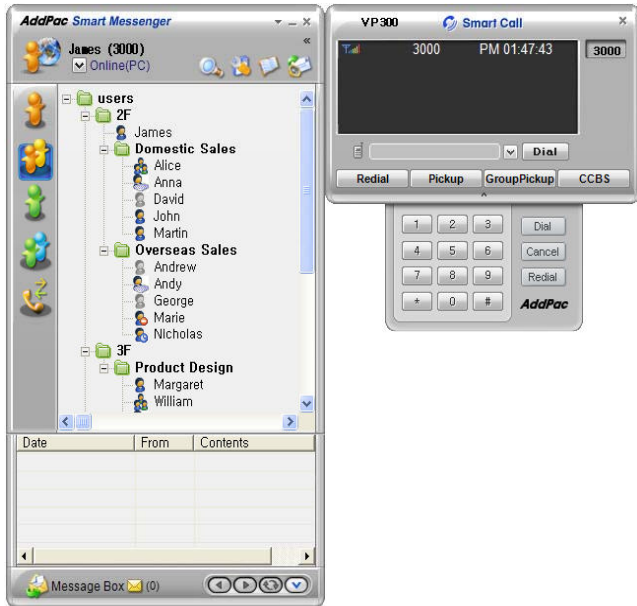 AddPac Smart Messenger
James (3000)
Online(PC)
users
2F
James
Domestic Sales
Alice
Anna
David
John
Martin
Overseas Sales
Andrew
Andy
George
Marie
Nicholas
3F
Product Design
Margaret
William
Date From Contents
Message Box (0)
VP300 Smart Call
3000 PM 01:47:43 3000
Dial
Redial Pickup GroupPickup CCBS
1 2 3 Dial
4 5 6 Cancel
7 8 9 Redial
* 0 # AddPac